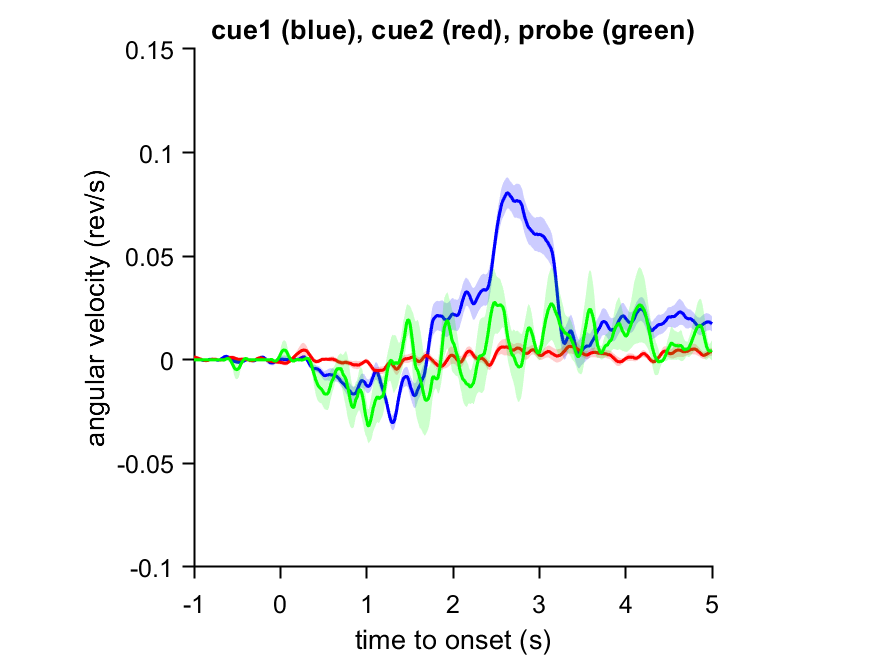 cue1 (blue), cue2 (red), probe (green)
0.15
0.1
0.05
0
-0.05
-0.1
angular velocity (rev/s)
-1 0 1 2 3 4 5
time to onset (s)